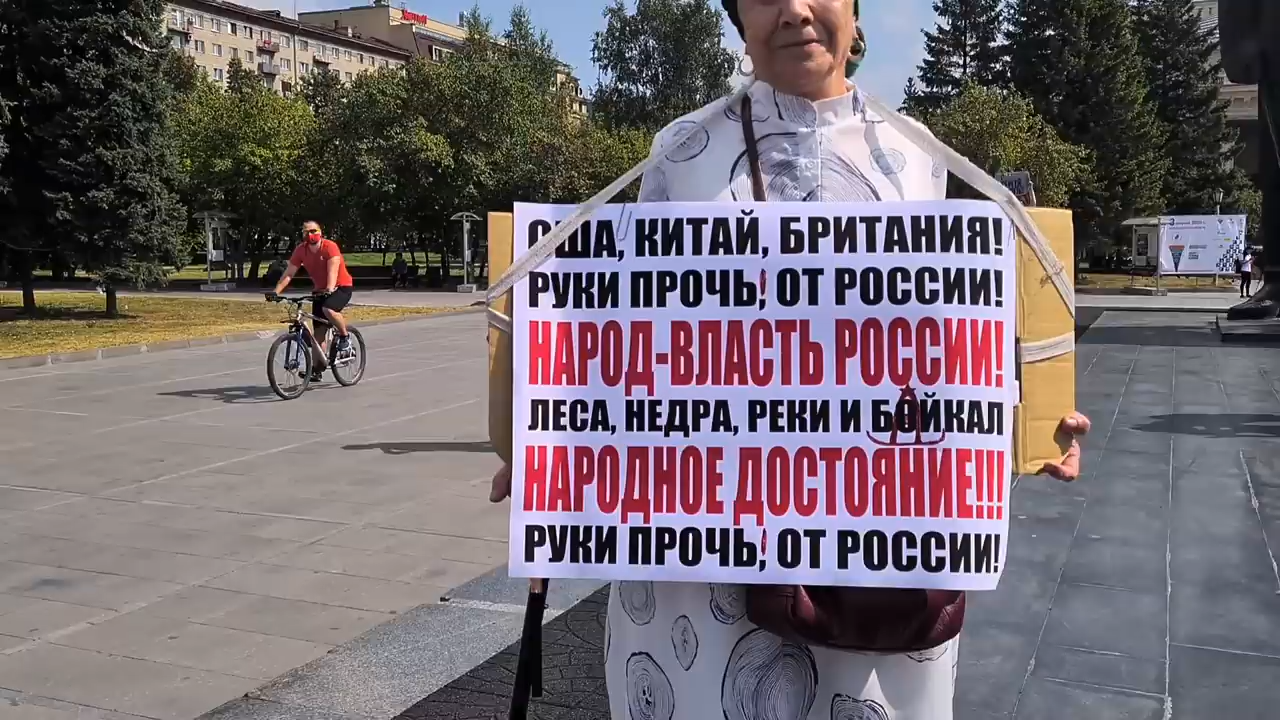 США, КИТАЙ, БРИТАНИЯ!
РУКИ ПРОЧЬ, ОТ РОССИИ!
НАРОД-ВЛАСТЬ РОССИИ!
ЛЕСА, НЕДРА, РЕКИ И БОЙКАЛ
НАРОДНОЕ ДОСТОЯНИЕ!!!
РУКИ ПРОЧЬ, ОТ РОССИИ!